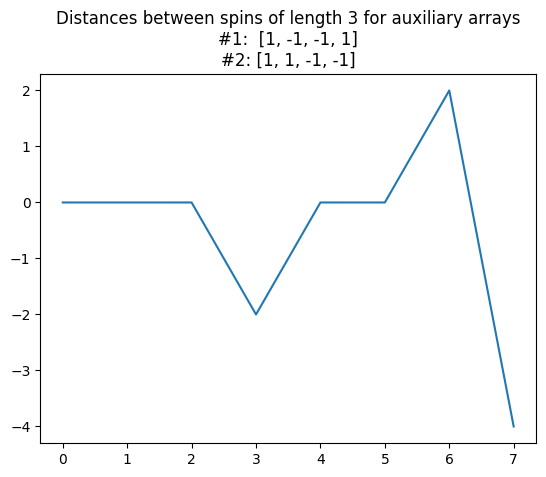 Distances between spins of length 3 for auxiliary arrays
#1:  [1, -1, -1, 1]
#2: [1, 1, -1, -1]
2
1
0
−1
−2
−3
−4
0 1 2 3 4 5 6 7